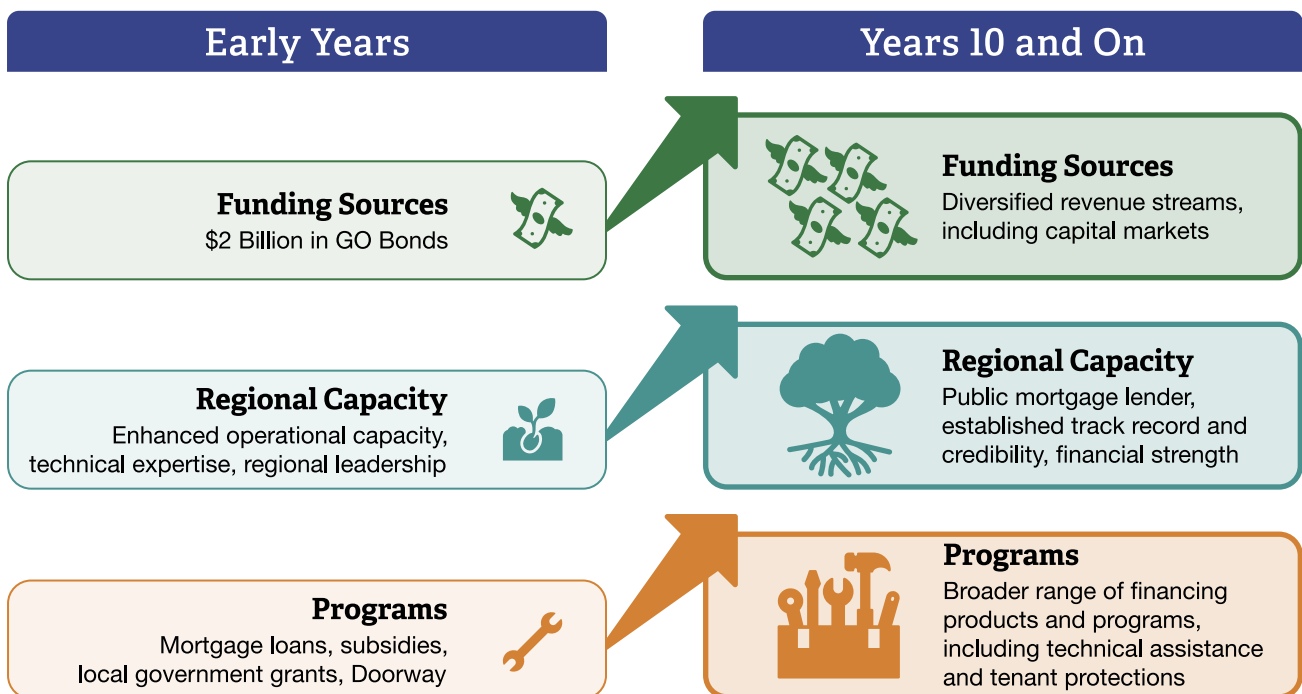 Early Years
Years 10 and On
Funding Sources
$2 Billion in GO Bonds
Funding Sources
Diversified revenue streams,
including capital markets
Regional Capacity
Enhanced operational capacity,
technical expertise, regional leadership
Regional Capacity
Public mortgage lender,
established track record and
credibility, financial strength
Programs
Mortgage loans, subsidies,
local government grants, Doorway
Programs
Broader range of financing
products and programs,
including technical assistance
and tenant protections